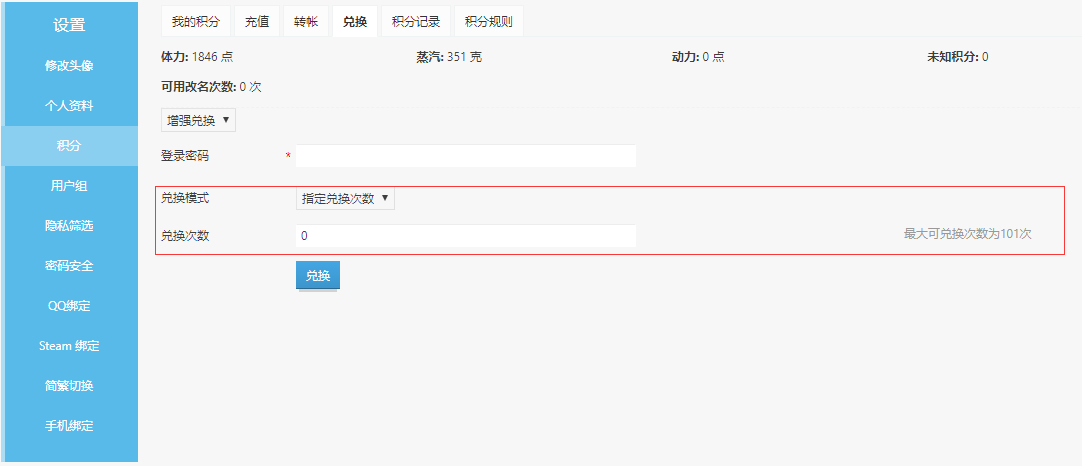 设置
修改头像
个人资料
积分
用户组
隐私筛选
密码安全
QQ绑定
Steam 绑定
简繁切换
手机绑定
我的积分 充值 转帐 兑换 积分记录 积分规则
体力: 1846 点 蒸汽: 351 克 动力: 0 点 未知积分: 0
可用改名次数: 0 次
增强兑换 ▼
登录密码 *
兑换模式 指定兑换次数 ▼
兑换次数 0 最大可兑换次数为101次
兑换